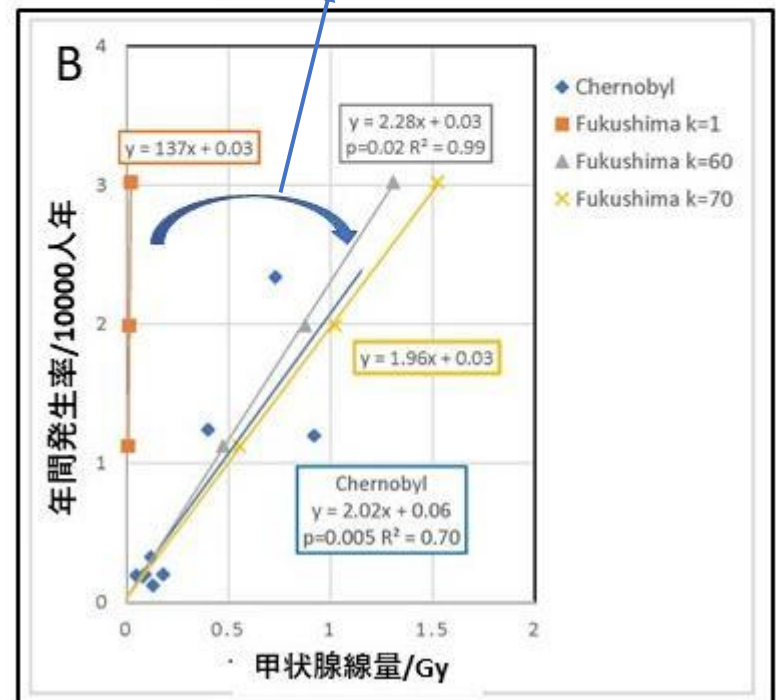 B
4
3
2
1
0
0
0.5
1
1.5
2
年間発生率/10000人年
甲状腺線量/Gy
y = 137x + 0.03
y = 2.28x + 0.03
p=0.02 R² = 0.99
y = 1.96x + 0.03
Chernobyl
y = 2.02x + 0.06
p=0.005 R² = 0.70
Chernobyl
Fukushima k=1
Fukushima k=60
Fukushima k=70